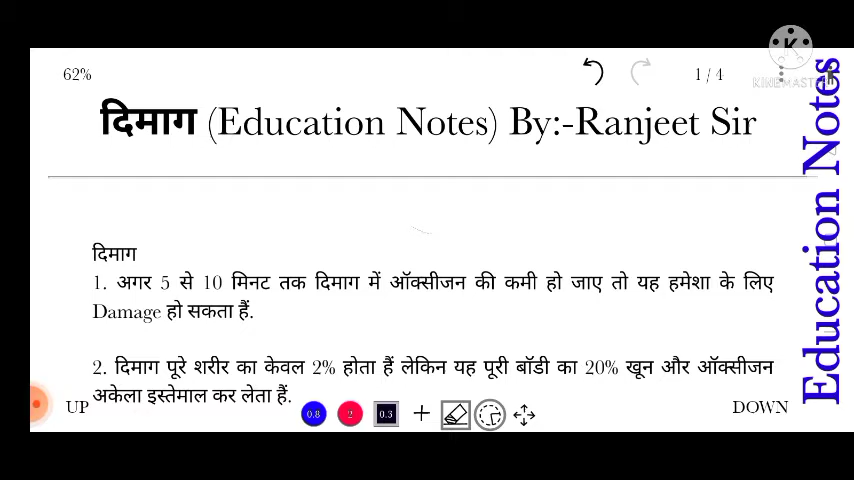 62%
1 / 4
KINEMASTER
दिमाग (Education Notes) By:-Ranjeet Sir
Education Notes
दिमाग
1. अगर 5 से 10 मिनट तक दिमाग में ऑक्सीजन की कमी हो जाए तो यह हमेशा के लिए
Damage हो सकता हैं.
2. दिमाग पूरे शरीर का केवल 2% होता हैं लेकिन यह पूरी बॉडी का 20% खून और ऑक्सीजन
अकेला इस्तेमाल कर लेता हैं.
UP
0.8
2
0.3
DOWN